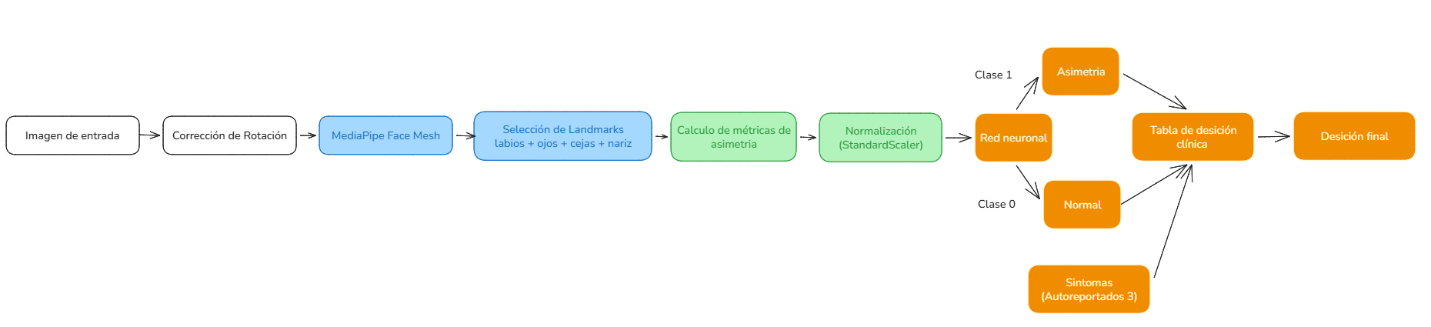 Imagen de entrada
Corrección de Rotación
MediaPipe Face Mesh
Selección de Landmarks
labios + ojos + cejas + nariz
Calculo de métricas de
asimetria
Normalización
(StandardScaler)
Red neuronal
Clase 1
Asimetria
Clase 0
Normal
Sintomas
(Autoreportados 3)
Tabla de desición
clínica
Desición final